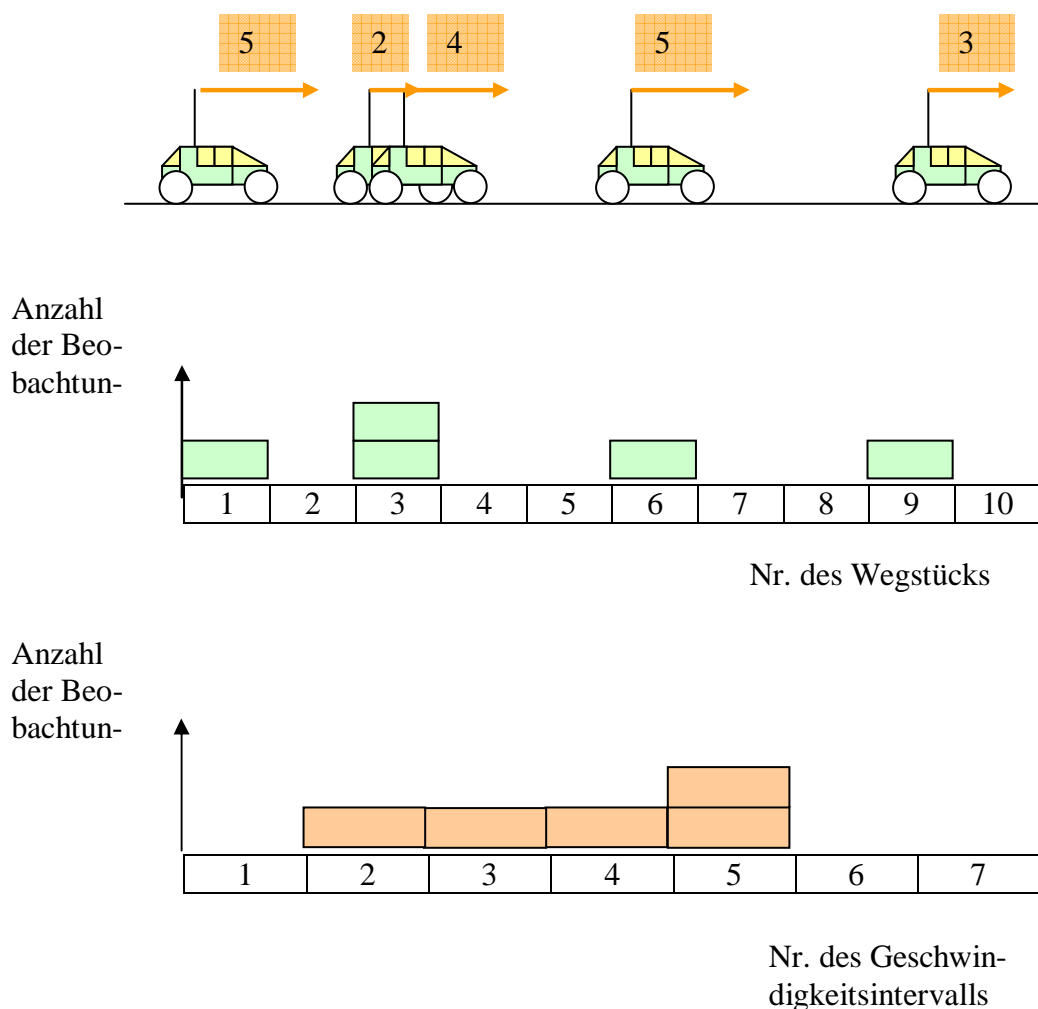 5 2 4 5 3
Anzahl
der Beo-
bachtun-
1 2 3 4 5 6 7 8 9 10
Nr. des Wegstücks
Anzahl
der Beo-
bachtun-
1 2 3 4 5 6 7
Nr. des Geschwin-
digkeitsintervalls